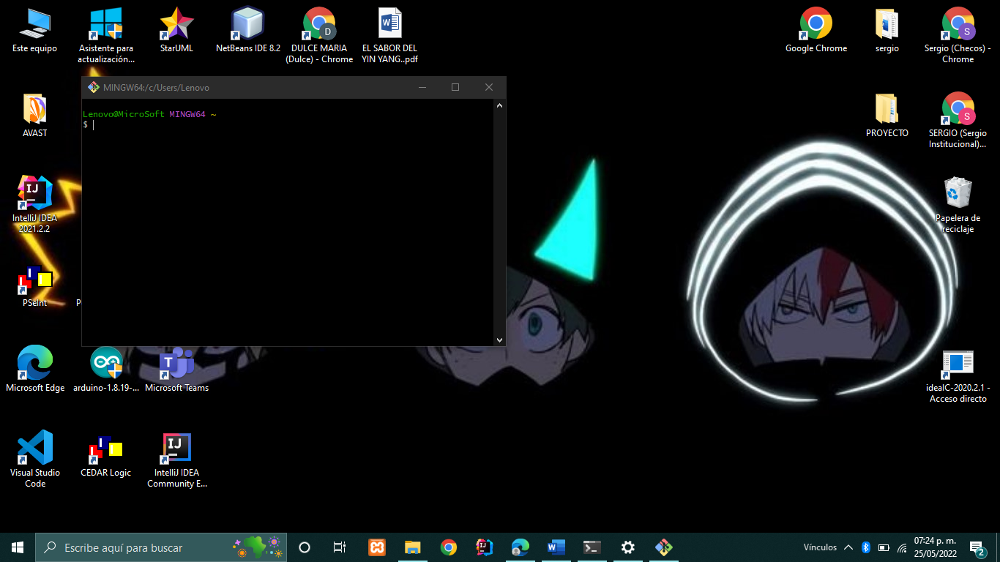 Este equipo
Asistente para
actualización...
StarUML
NetBeans IDE 8.2
D
DULCE MARIA
(Dulce) - Chrome
EL SABOR DEL
YIN YANG..pdf
Google Chrome
sergio
S
Sergio (Checos) -
Chrome
MINGW64:/c/Users/Lenovo
Lenovo@MicroSoft MINGW64 ~
$
AVAST
PROYECTO
S
SERGIO (Sergio
Institucional)...
IJ
IntelliJ IDEA
2021.2.2
Papelera de
reciclaje
PSeInt
P
Microsoft Edge
arduino-1.8.19-...
T
Microsoft Teams
ideaIC-2020.2.1 -
Acceso directo
Visual Studio
Code
CEDAR Logic
IJ
IntelliJ IDEA
Community E...
Escribe aquí para buscar
Vínculos
07:24 p. m.
25/05/2022
2